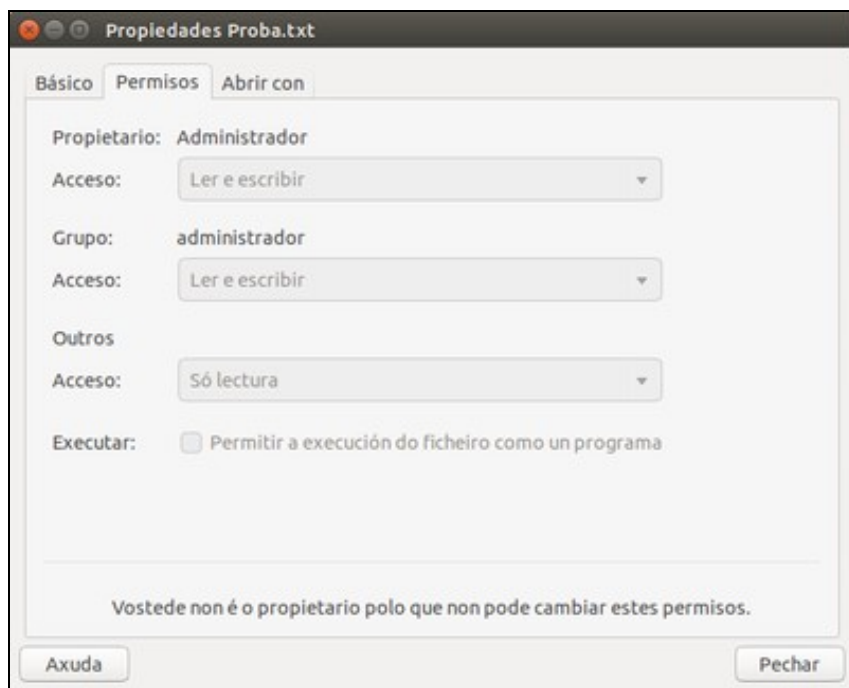 Propiedades Proba.txt
Básico Permisos Abrir con
Propietario: Administrador
Acceso: Ler e escribir
Grupo: administrador
Acceso: Ler e escribir
Outros
Acceso: Só lectura
Executar: Permitir a execución do ficheiro como un programa
Vostede non é o propietario polo que non pode cambiar estes permisos.
Axuda Pechar